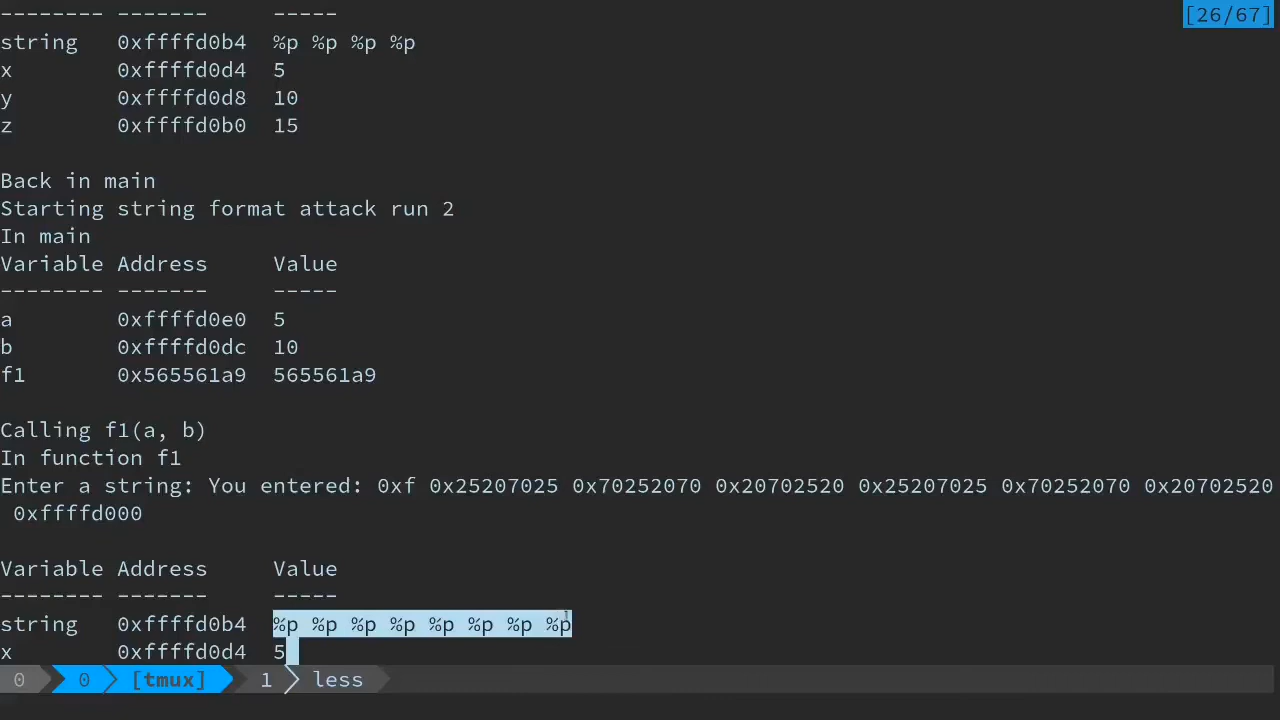 -------- ------- -----
[26/67]
string 0xffffd0b4 %p %p %p %p
x 0xffffd0d4 5
y 0xffffd0d8 10
z 0xffffd0b0 15
Back in main
Starting string format attack run 2
In main
Variable Address Value
-------- ------- -----
a 0xffffd0e0 5
b 0xffffd0dc 10
f1 0x565561a9 565561a9
Calling f1(a, b)
In function f1
Enter a string: You entered: 0xf 0x25207025 0x70252070 0x20702520 0x25207025 0x70252070 0x20702520
0xffffd000
Variable Address Value
-------- ------- -----
string 0xffffd0b4 %p %p %p %p %p %p %p %p
x 0xffffd0d4 5
0 0 [tmux] 1 less